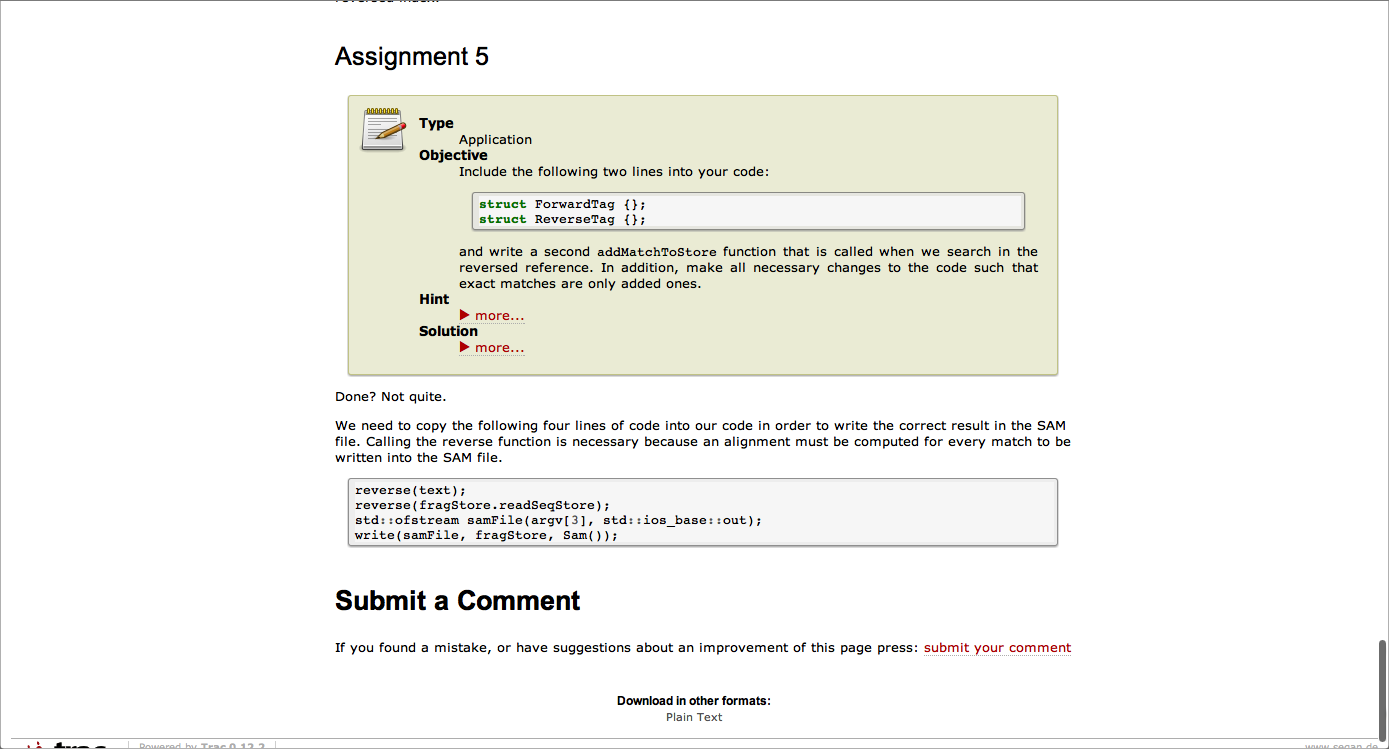 Assignment 5
Type
Application
Objective
Include the following two lines into your code:
struct ForwardTag {};
struct ReverseTag {};
and write a second addMatchToStore function that is called when we search in the
reversed reference. In addition, make all necessary changes to the code such that
exact matches are only added ones.
Hint
more...
Solution
more...
Done? Not quite.
We need to copy the following four lines of code into our code in order to write the correct result in the SAM
file. Calling the reverse function is necessary because an alignment must be computed for every match to be
written into the SAM file.
reverse(text);
reverse(fragStore.readSeqStore);
std::ofstream samFile(argv[3], std::ios_base::out);
write(samFile, fragStore, Sam());
Submit a Comment
If you found a mistake, or have suggestions about an improvement of this page press: submit your comment
Download in other formats:
Plain Text
trac Powered by Trac 0.12.2 www.seqan.de